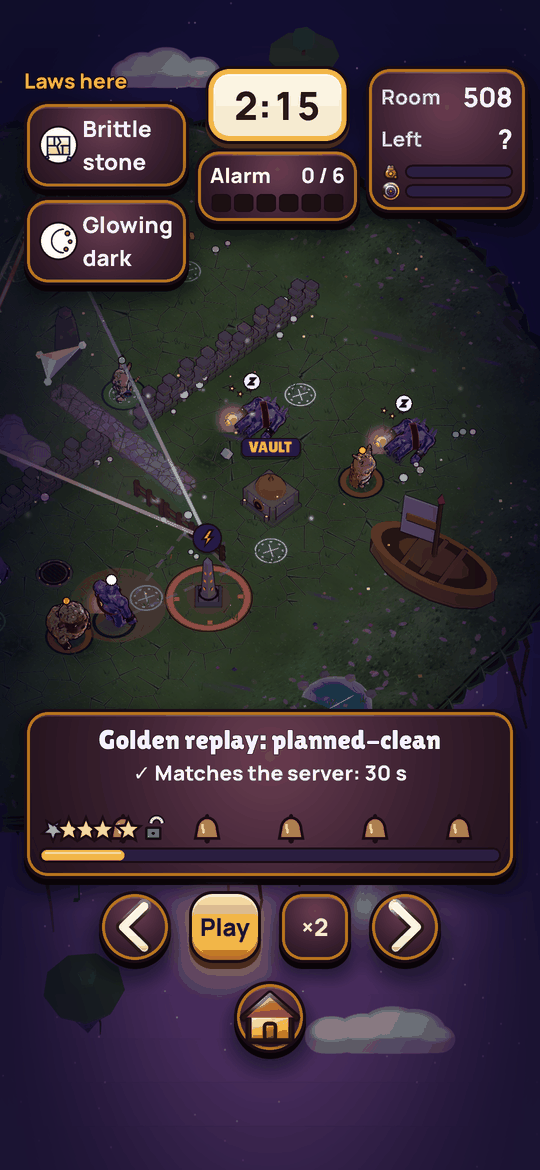 Laws here
Brittle
stone
Glowing
dark
2:15
Alarm 0 / 6
Room 508
Left ?
Z
Z
VAULT
Golden replay: planned-clean
✓ Matches the server: 30 s
Play
×2